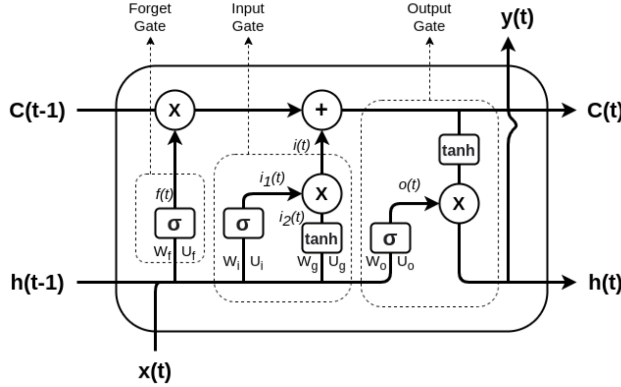 Forget
Gate
Input
Gate
Output
Gate
y(t)
C(t-1)
X
+
C(t)
i(t)
tanh
f(t)
i1(t)
X
o(t)
X
i2(t)
σ
σ
tanh
σ
Wf Uf
Wi Ui
Wg Ug
Wo Uo
h(t-1)
h(t)
x(t)